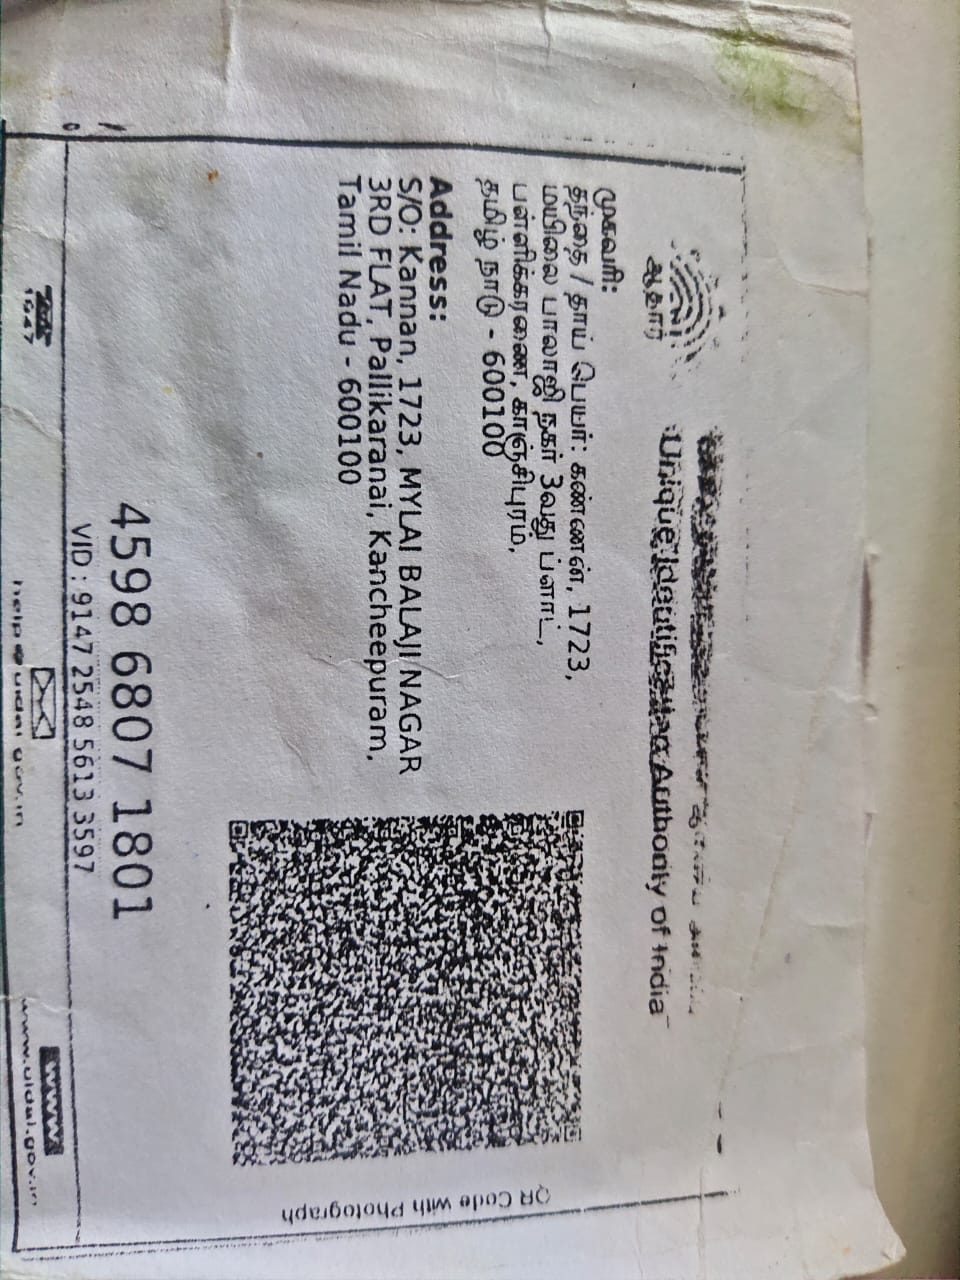 ஆதார்
Unique Identification Authority of India
முகவரி:
தந்தை / தாய் பெயர்: கண்ணன், 1723,
மயிலை பாலாஜி நகர் 3வது ப்ளாட்,
பள்ளிக்கரணை, காஞ்சிபுரம்,
தமிழ் நாடு - 600100
Address:
S/O: Kannan, 1723, MYLAI BALAJI NAGAR
3RD FLAT, Pallikaranai, Kancheepuram,
Tamil Nadu - 600100
QR Code with Photograph
4598 6807 1801
VID : 9147 2548 5613 3597
1947
help@uidai.gov.in
www
www.uidai.gov.in